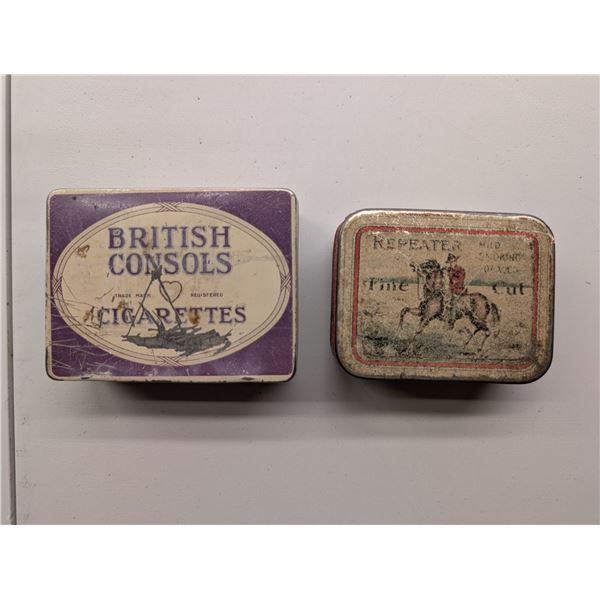 BRITISH
CONSOLS
TRADE MARK REGISTERED
CIGARETTES
REPEATER MILD
SMOKING
Fine Cut